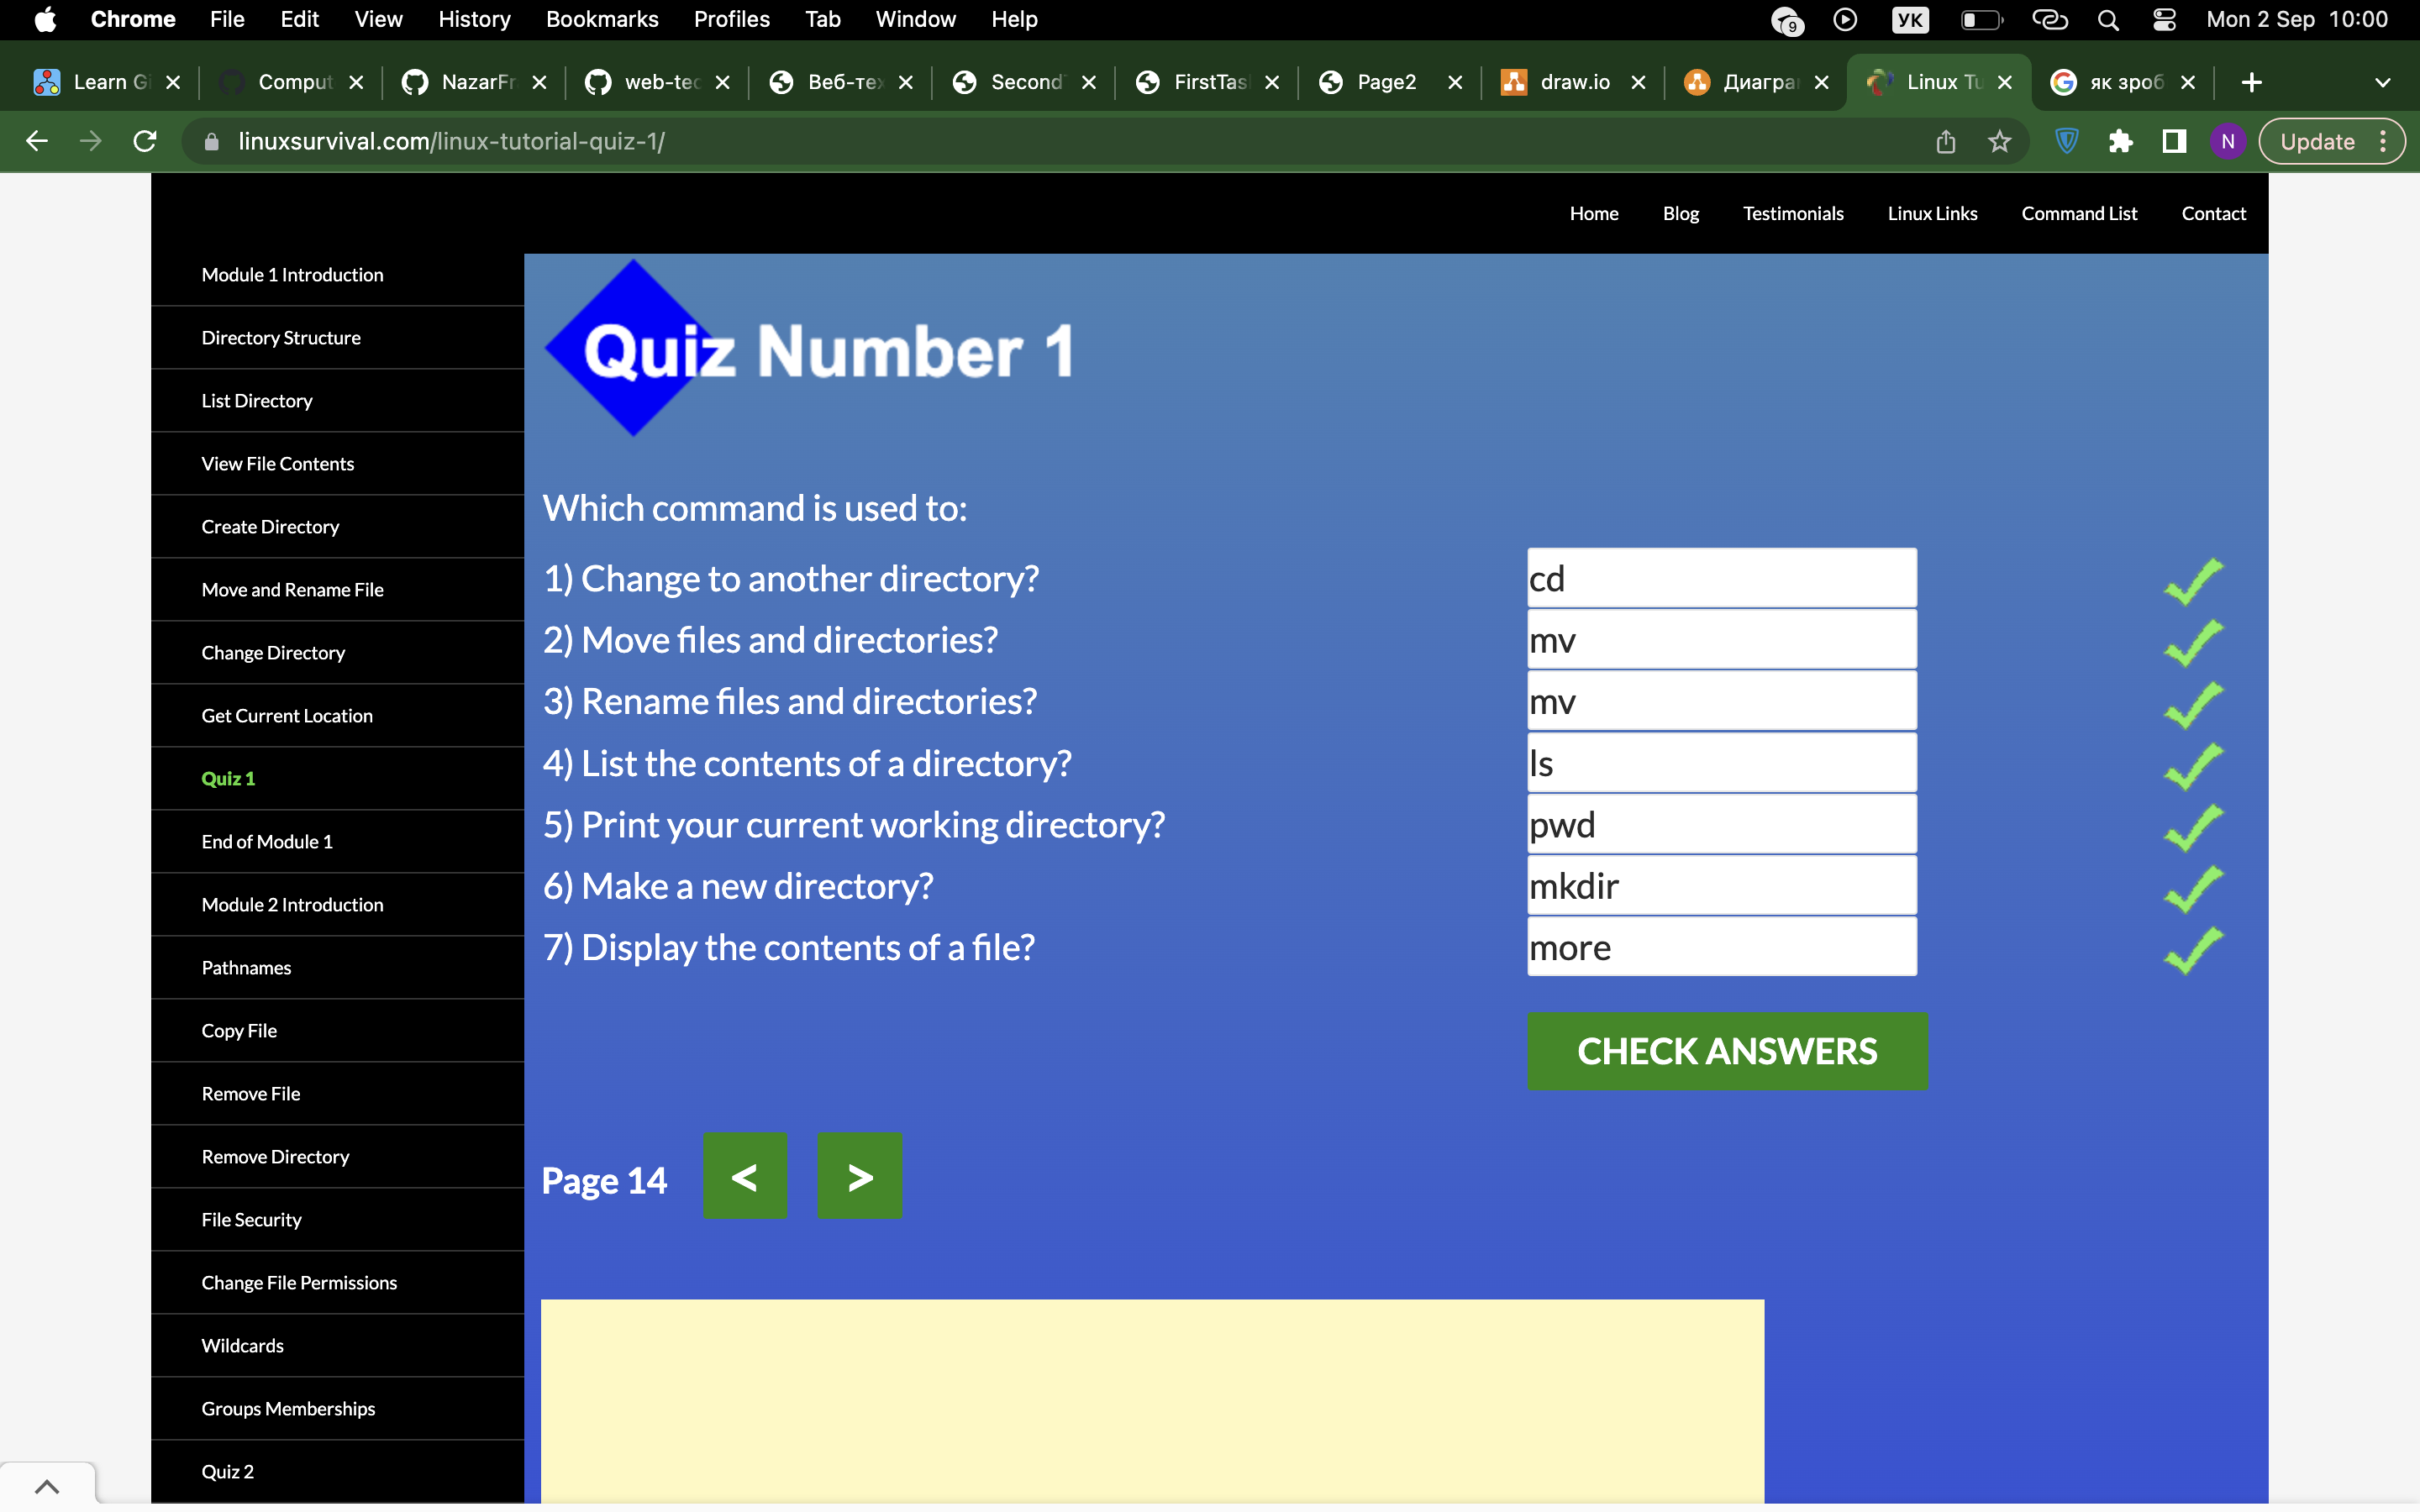 Chrome File Edit View History Bookmarks Profiles Tab Window Help 9 УК Mon 2 Sep 10:00
Learn Gi Comput NazarFr web-tec Веб-тех Second FirstTas Page2 draw.io Диагра Linux Tu як зроб
linuxsurvival.com/linux-tutorial-quiz-1/ N Update
Home Blog Testimonials Linux Links Command List Contact
Module 1 Introduction
Directory Structure
List Directory
View File Contents
Create Directory
Move and Rename File
Change Directory
Get Current Location
Quiz 1
End of Module 1
Module 2 Introduction
Pathnames
Copy File
Remove File
Remove Directory
File Security
Change File Permissions
Wildcards
Groups Memberships
Quiz 2
Quiz Number 1
Which command is used to:
1) Change to another directory? cd
2) Move files and directories? mv
3) Rename files and directories? mv
4) List the contents of a directory? ls
5) Print your current working directory? pwd
6) Make a new directory? mkdir
7) Display the contents of a file? more
CHECK ANSWERS
Page 14 < >